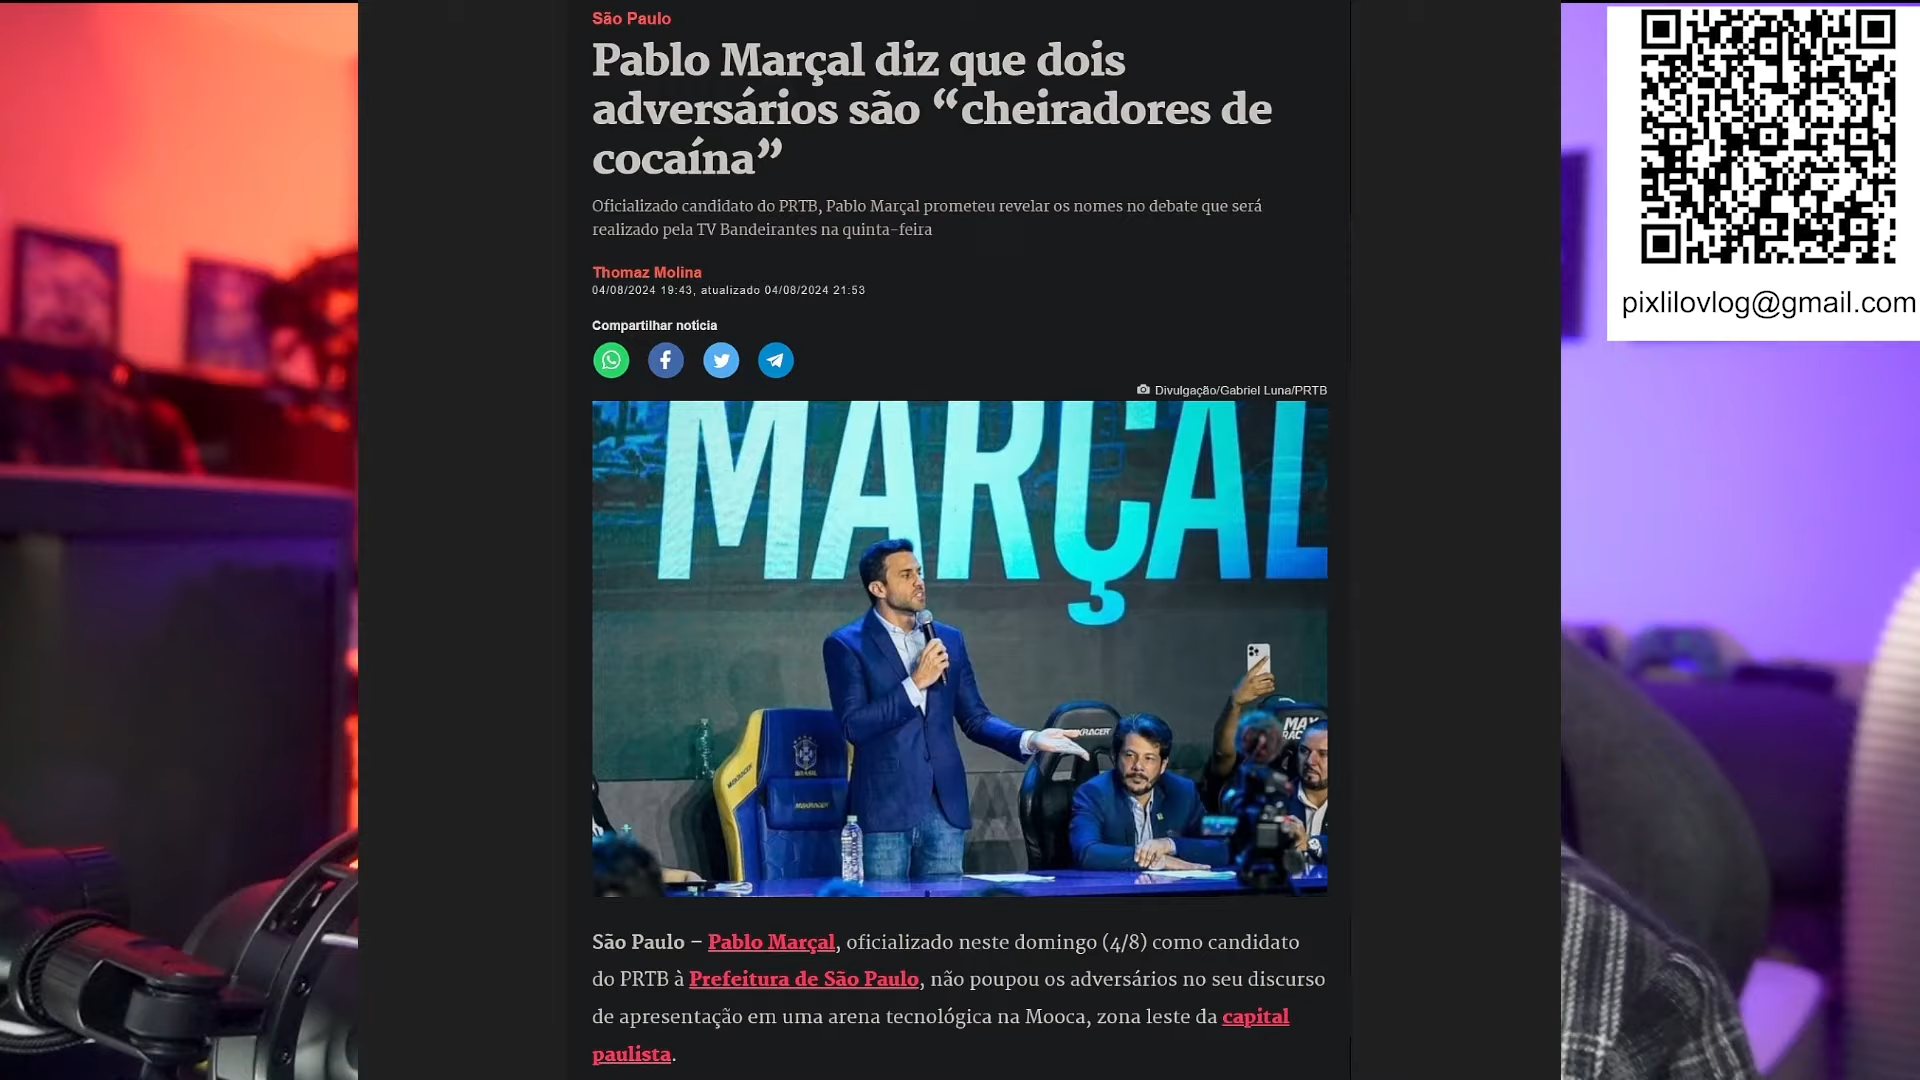 São Paulo
Pablo Marçal diz que dois
adversários são “cheiradores de
cocaína”
Oficializado candidato do PRTB, Pablo Marçal prometeu revelar os nomes no debate que será
realizado pela TV Bandeirantes na quinta-feira
Thomaz Molina
04/08/2024 19:43, atualizado 04/08/2024 21:53
Compartilhar notícia
Divulgação/Gabriel Luna/PRTB
MARÇAL
BRASIL
MAXRACER
MAXRACER
São Paulo – Pablo Marçal, oficializado neste domingo (4/8) como candidato
do PRTB à Prefeitura de São Paulo, não poupou os adversários no seu discurso
de apresentação em uma arena tecnológica na Mooca, zona leste da capital
paulista.
pixlilovlog@gmail.com